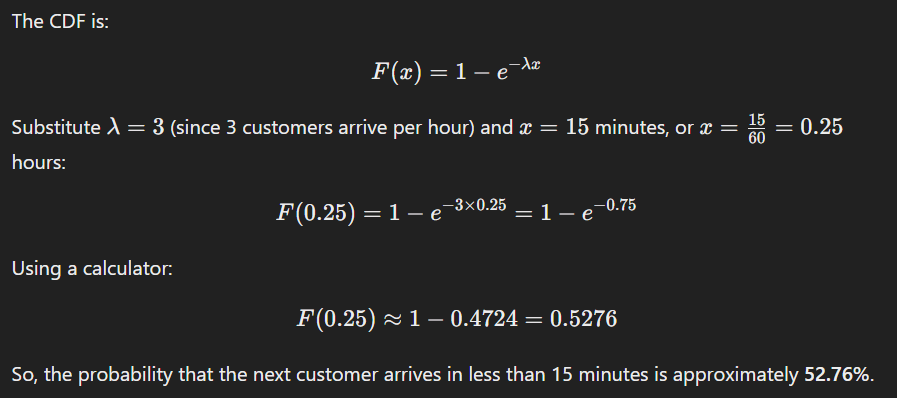 The CDF is:
F(x) = 1 − e^{−λx}
Substitute λ = 3 (since 3 customers arrive per hour) and x = 15 minutes, or x = \frac{15}{60} = 0.25
hours:
F(0.25) = 1 − e^{−3×0.25} = 1 − e^{−0.75}
Using a calculator:
F(0.25) ≈ 1 − 0.4724 = 0.5276
So, the probability that the next customer arrives in less than 15 minutes is approximately 52.76%.